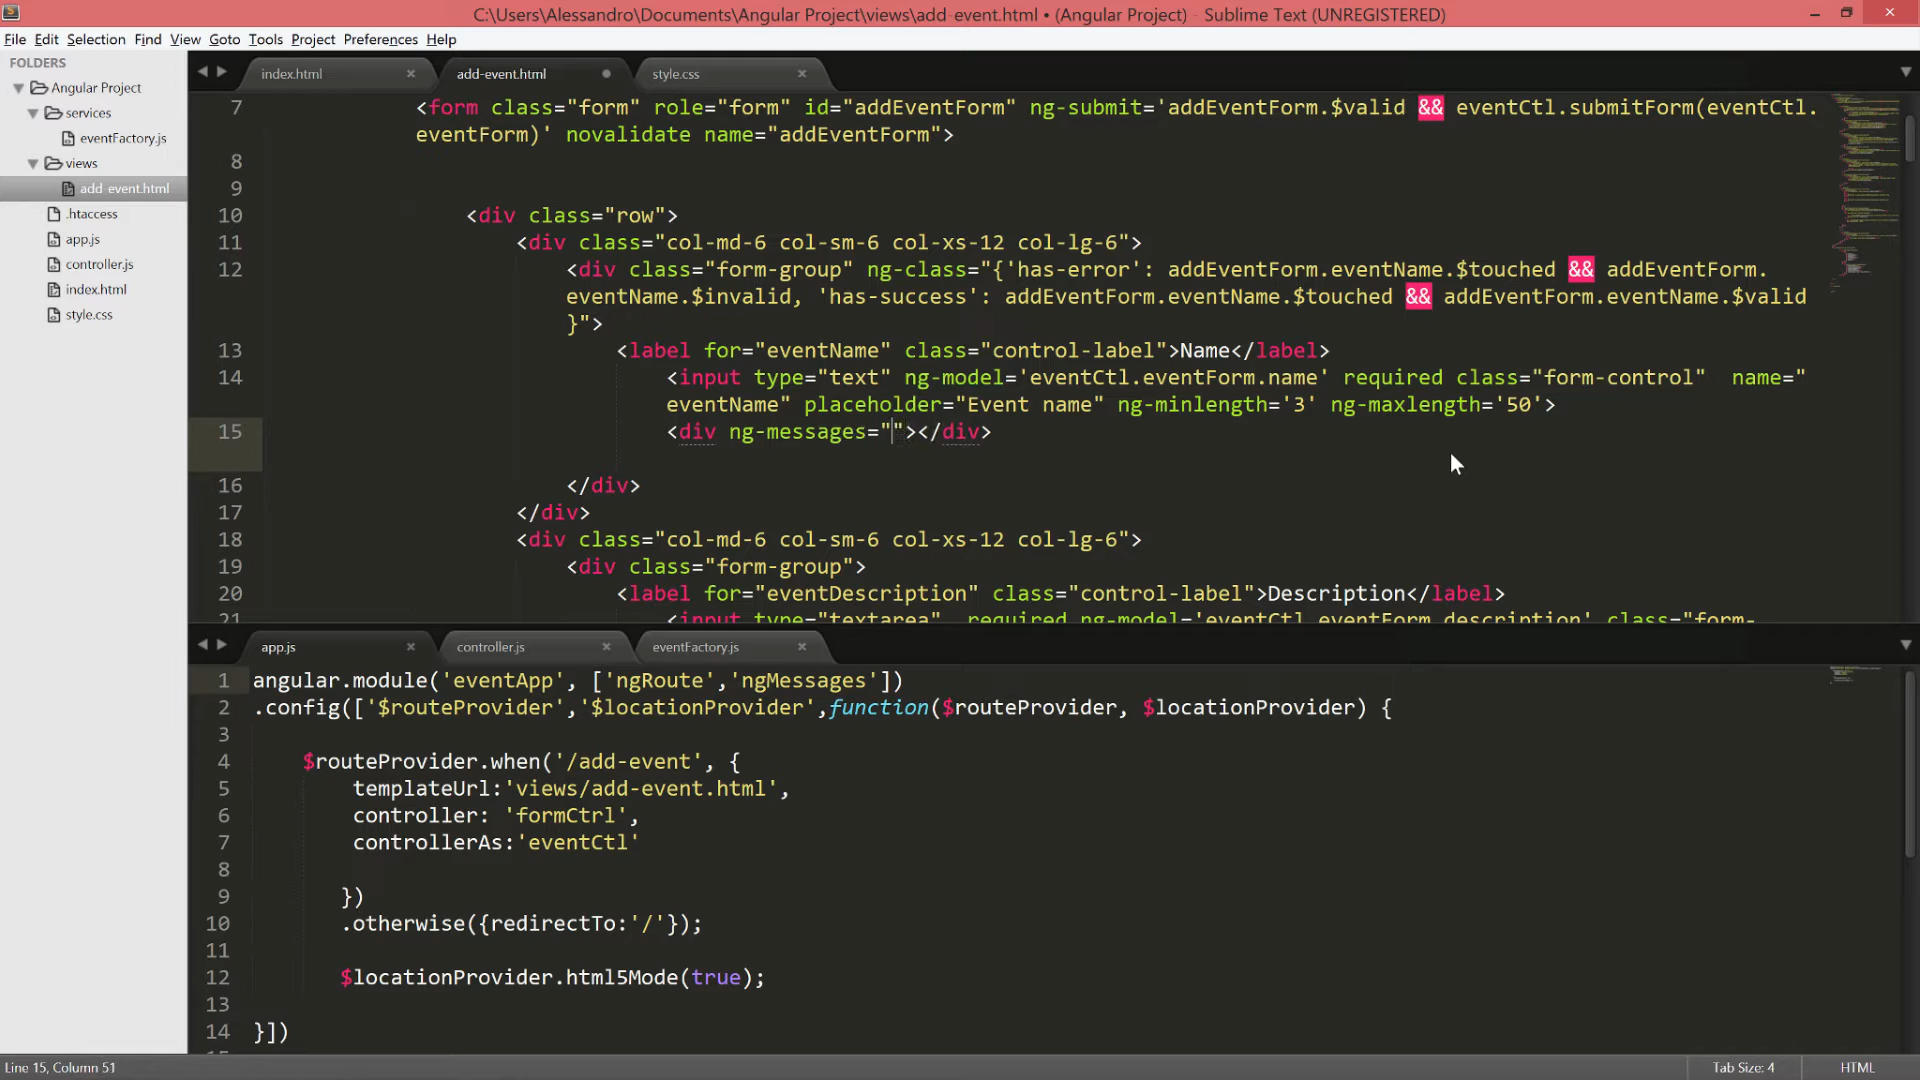 C:\Users\Alessandro\Documents\Angular Project\views\add-event.html • (Angular Project) - Sublime Text (UNREGISTERED)
File Edit Selection Find View Goto Tools Project Preferences Help
FOLDERS
Angular Project
services
eventFactory.js
views
add-event.html
.htaccess
app.js
controller.js
index.html
style.css
index.html × add-event.html style.css ×
7 <form class="form" role="form" id="addEventForm" ng-submit='addEventForm.$valid && eventCtl.submitForm(eventCtl.
eventForm)' novalidate name="addEventForm">
8
9
10 <div class="row">
11 <div class="col-md-6 col-sm-6 col-xs-12 col-lg-6">
12 <div class="form-group" ng-class="{'has-error': addEventForm.eventName.$touched && addEventForm.
eventName.$invalid, 'has-success': addEventForm.eventName.$touched && addEventForm.eventName.$valid
}">
13 <label for="eventName" class="control-label">Name</label>
14 <input type="text" ng-model='eventCtl.eventForm.name' required class="form-control"  name="
eventName" placeholder="Event name" ng-minlength='3' ng-maxlength='50'>
15 <div ng-messages=""></div>
16 </div>
17 </div>
18 <div class="col-md-6 col-sm-6 col-xs-12 col-lg-6">
19 <div class="form-group">
20 <label for="eventDescription" class="control-label">Description</label>
21 <input type="textarea"  required ng-model='eventCtl.eventForm.description' class="form-
app.js × controller.js × eventFactory.js ×
1 angular.module('eventApp', ['ngRoute','ngMessages'])
2 .config(['$routeProvider','$locationProvider',function($routeProvider, $locationProvider) {
3
4 $routeProvider.when('/add-event', {
5 templateUrl:'views/add-event.html',
6 controller: 'formCtrl',
7 controllerAs:'eventCtl'
8
9 })
10 .otherwise({redirectTo:'/'});
11
12 $locationProvider.html5Mode(true);
13
14 }])
Line 15, Column 51 Tab Size: 4 HTML